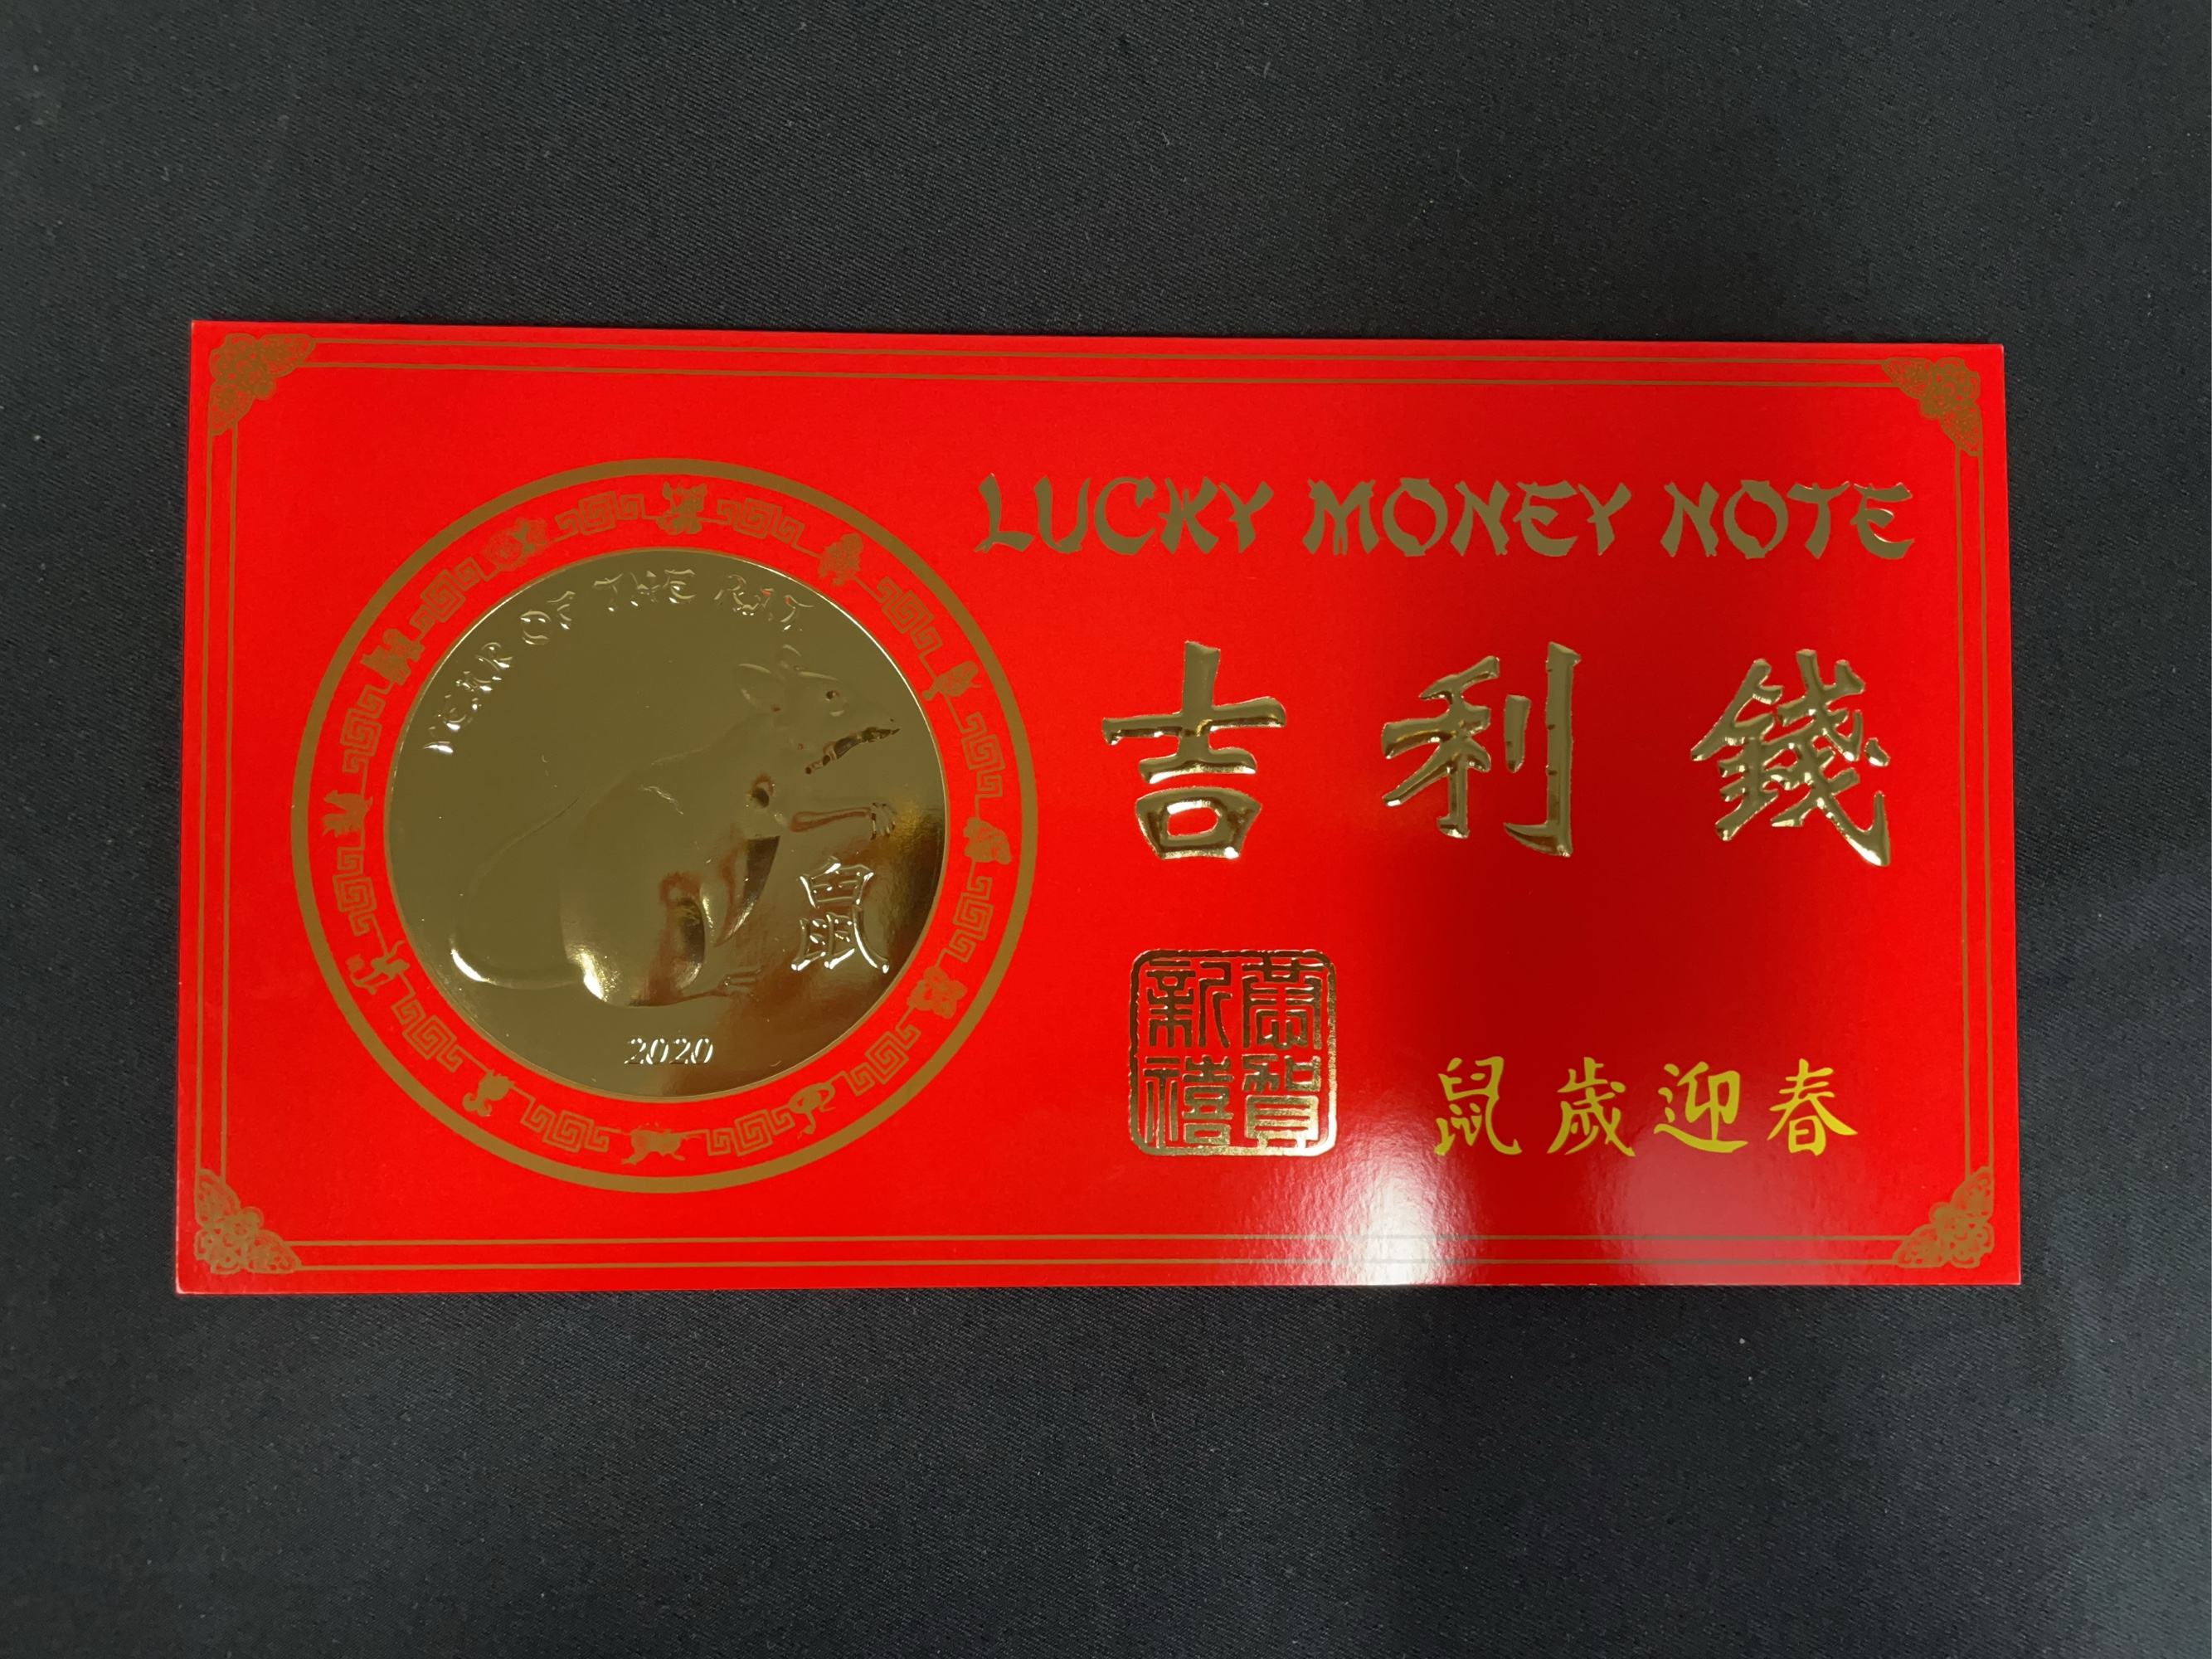 LUCKY MONEY NOTE
YEAR OF THE RAT
吉利錢
鼠
2020
恭賀
新禧
鼠歲迎春